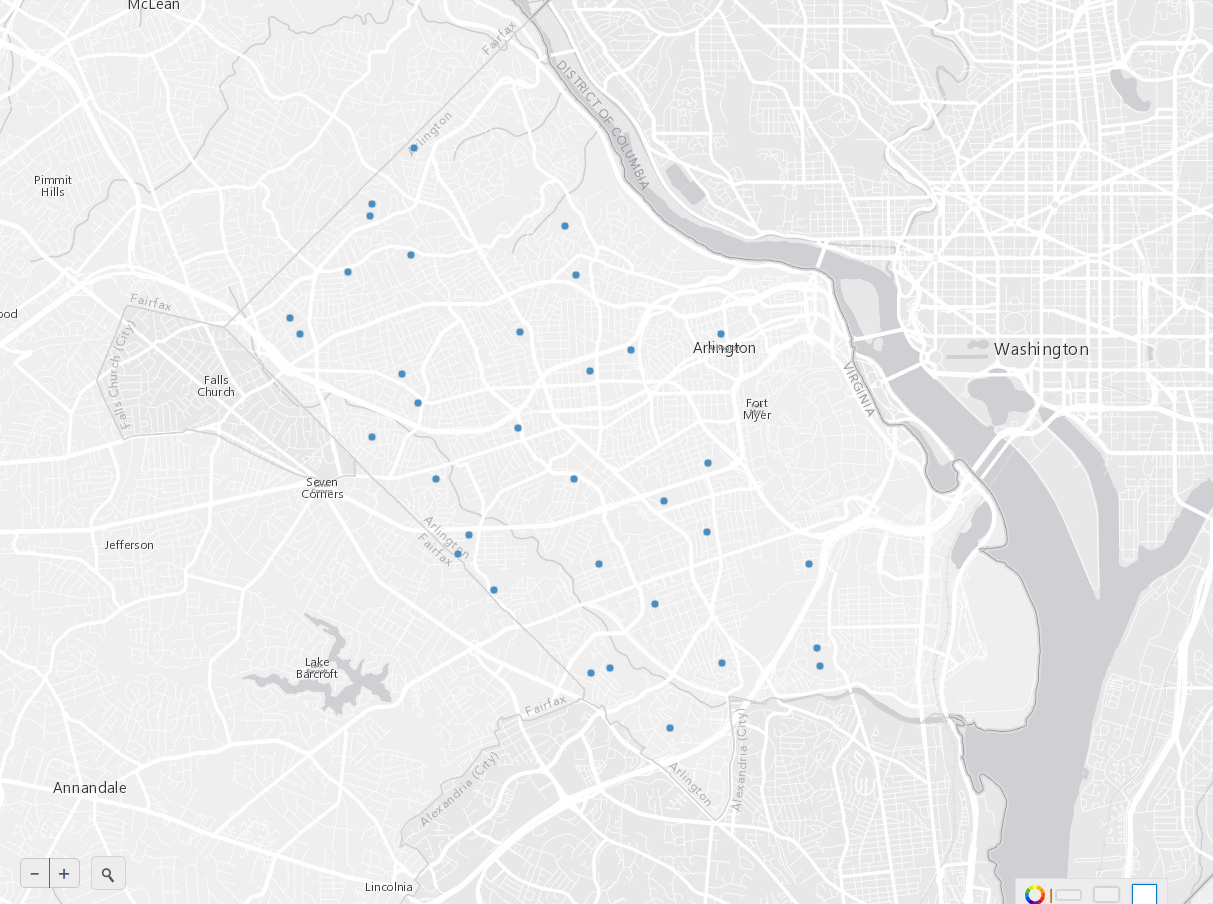 McLean
Fairfax
DISTRICT OF COLUMBIA
Arlington
Pimmit
Hills
Fairfax
ood
Falls Church (City)
Arlington
Washington
Falls
Church
VIRGINIA
Fort
Myer
Seven
Corners
Arlington
Fairfax
Jefferson
Lake
Barcroft
Fairfax
Alexandria (City)
Arlington
Alexandria (City)
Annandale
Lincolnia